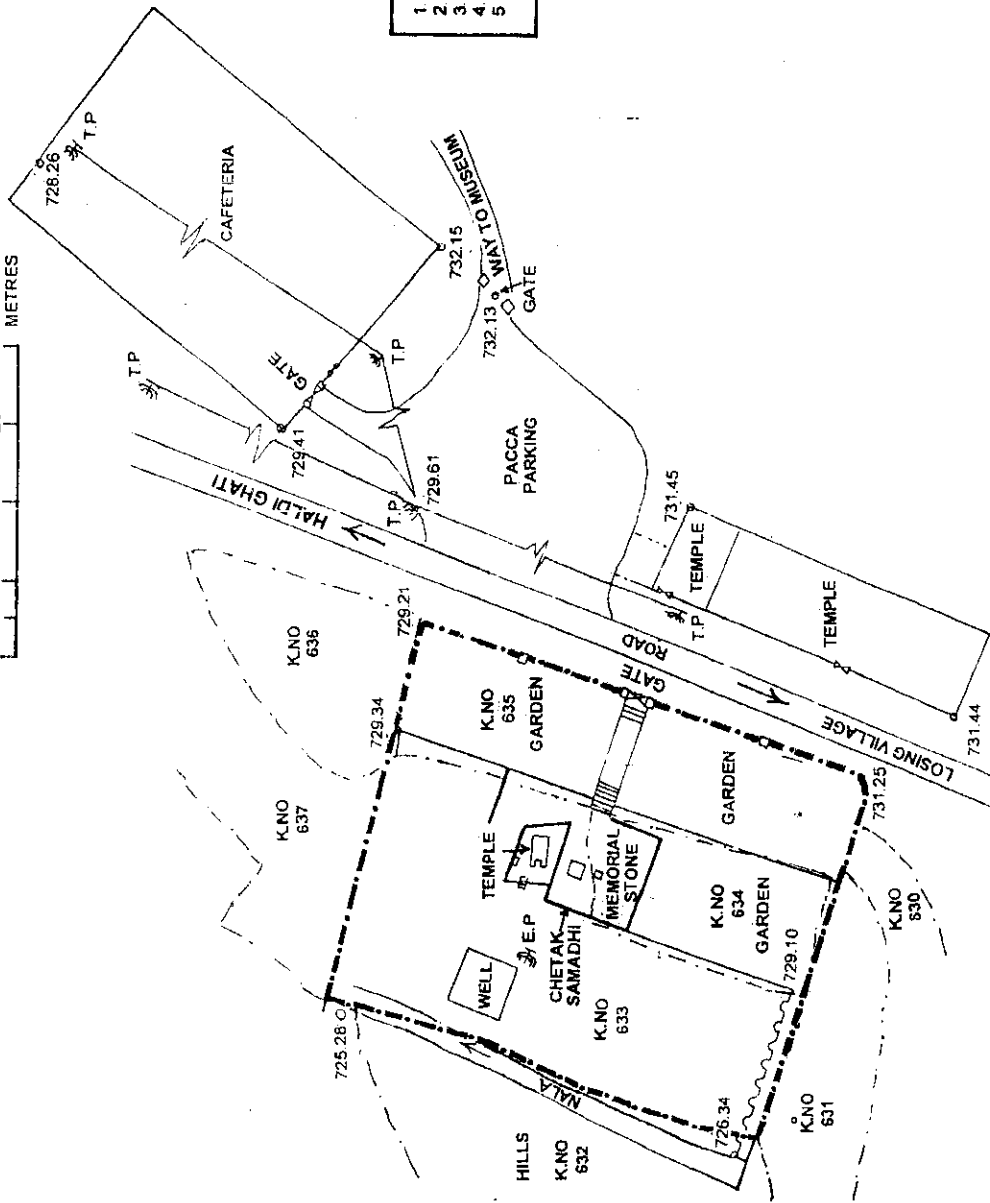 METRES
1.
2.
3.
4.
5
728.26
T.P
CAFETERIA
T.P
GATE
729.41
T.P
732.15
WAY TO MUSEUM
732.13
GATE
HALDI GHATI
T.P
729.61
PACCA
PARKING
K.NO
636
729.21
731.45
TEMPLE
T.P
TEMPLE
ROAD
GATE
LOSING VILLAGE
731.44
K.NO
637
729.34
K.NO
635
GARDEN
GARDEN
731.25
TEMPLE
MEMORIAL
STONE
K.NO
634
GARDEN
K.NO
630
E.P
CHETAK
SAMADHI
WELL
729.10
K.NO
633
725.28
NALA
726.34
K.NO
631
HILLS
K.NO
632